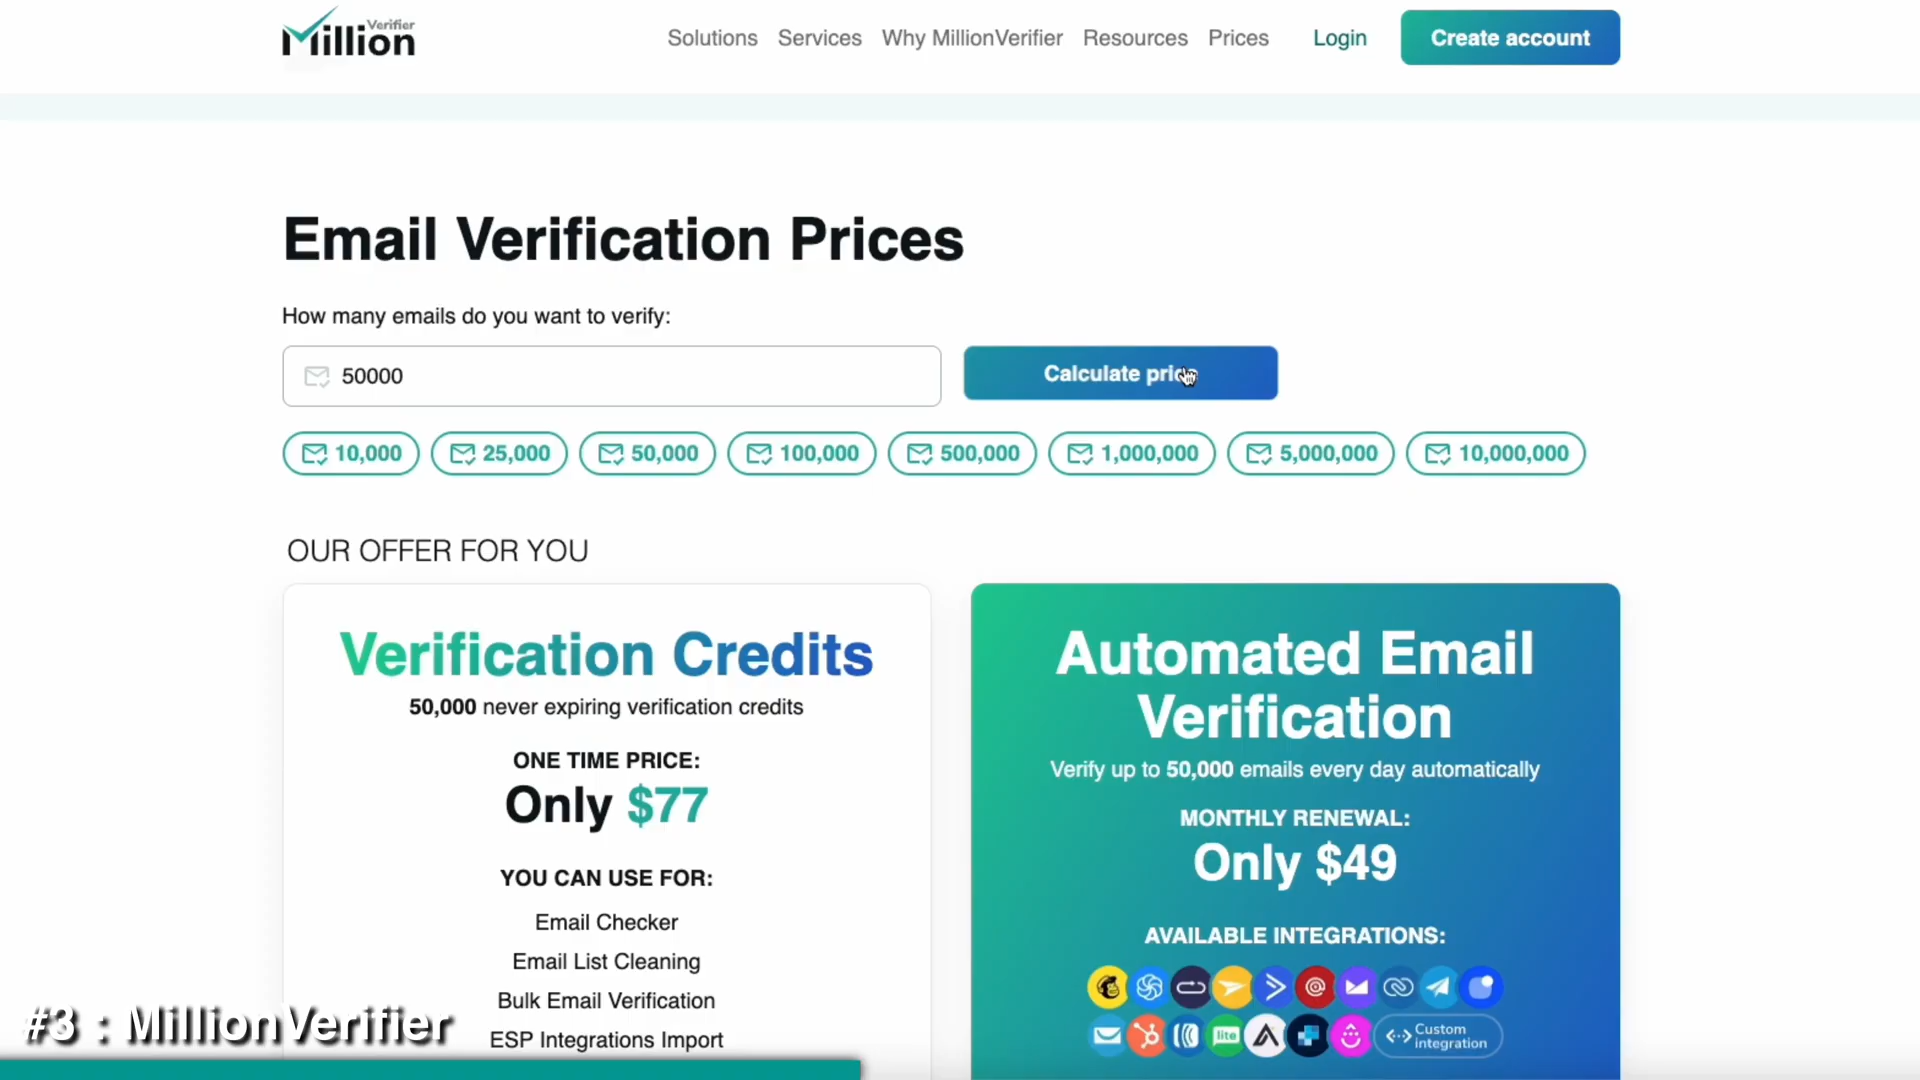 Million Verifier
Solutions Services Why MillionVerifier Resources Prices Login Create account
Email Verification Prices
How many emails do you want to verify:
50000
Calculate pri
10,000 25,000 50,000 100,000 500,000 1,000,000 5,000,000 10,000,000
OUR OFFER FOR YOU
Verification Credits
50,000 never expiring verification credits
ONE TIME PRICE:
Only $77
YOU CAN USE FOR:
Email Checker
Email List Cleaning
Bulk Email Verification
ESP Integrations Import
Automated Email
Verification
Verify up to 50,000 emails every day automatically
MONTHLY RENEWAL:
Only $49
AVAILABLE INTEGRATIONS:
lite
Custom
integration
#3 : MillionVerifier